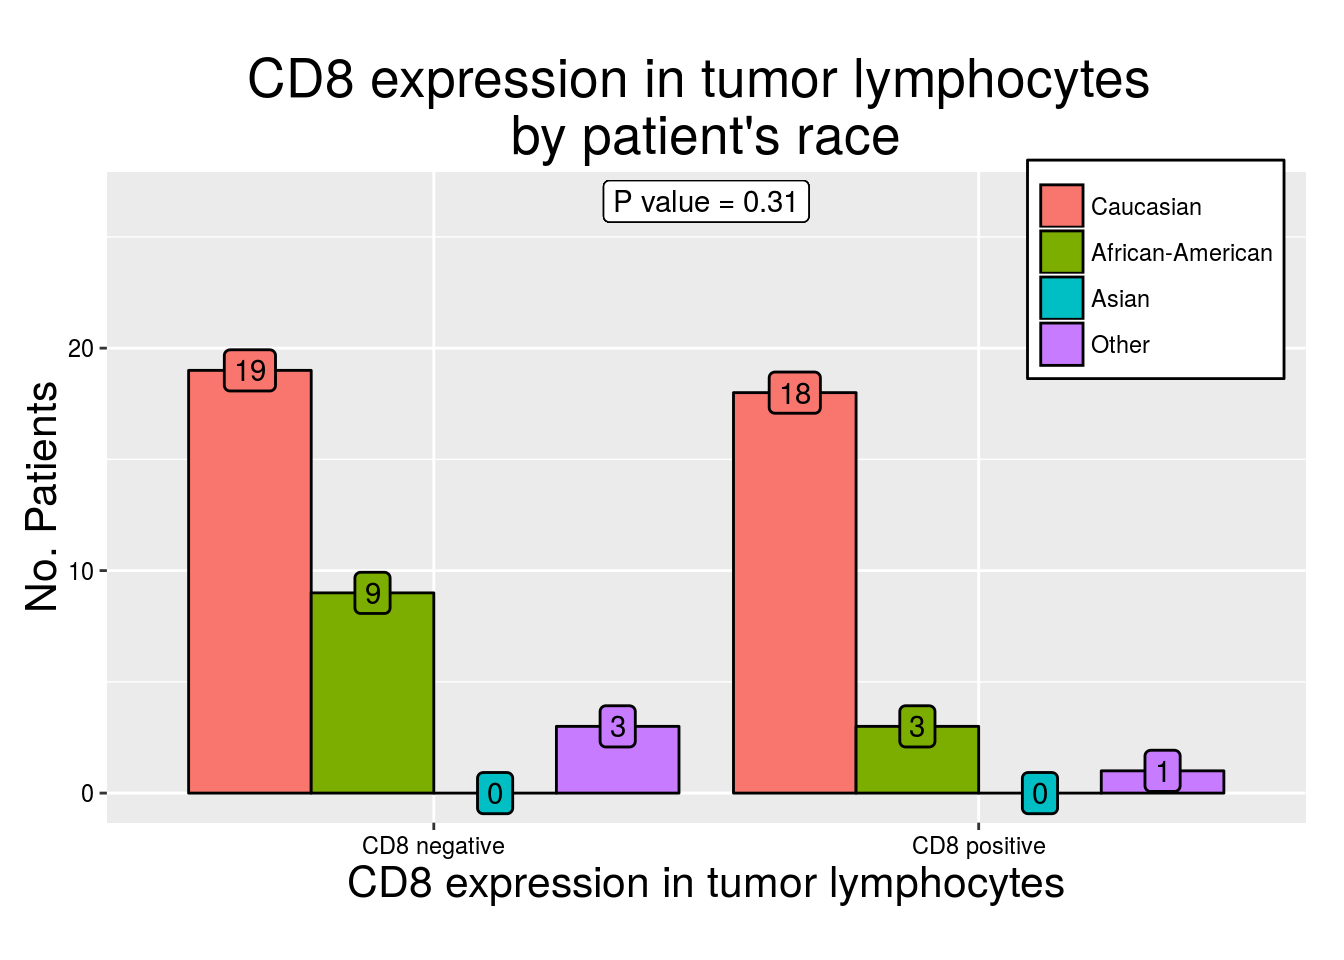 CD8 expression in tumor lymphocytes
by patient's race
P value = 0.31
Caucasian
African-American
Asian
Other
No. Patients
20
10
0
19
9
0
3
18
3
0
1
CD8 negative
CD8 positive
CD8 expression in tumor lymphocytes